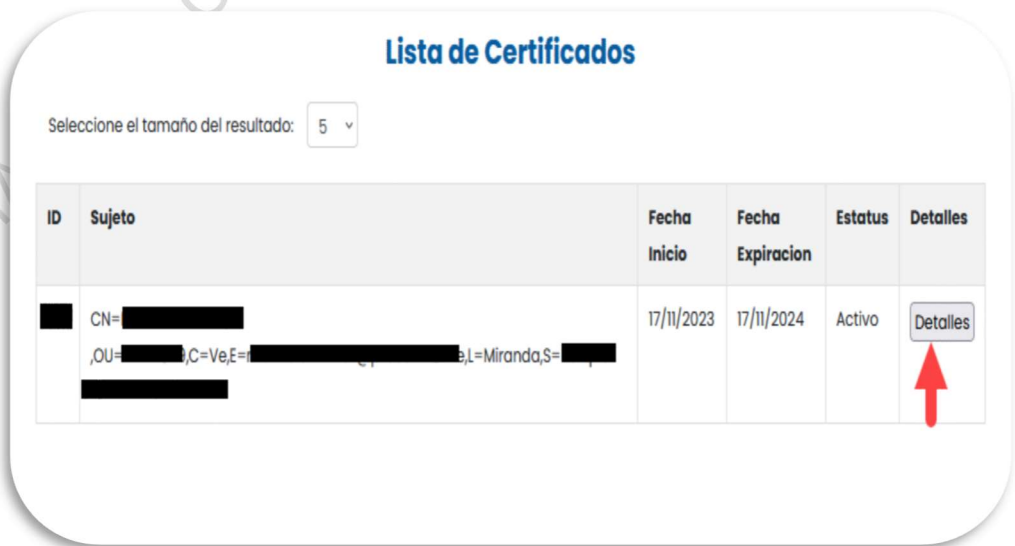 Lista de Certificados
Seleccione el tamaño del resultado: 5
ID Sujeto Fecha Inicio Fecha Expiracion Estatus Detalles
CN= 17/11/2023 17/11/2024 Activo Detalles
,OU= ,C=Ve,E= ,L=Miranda,S=